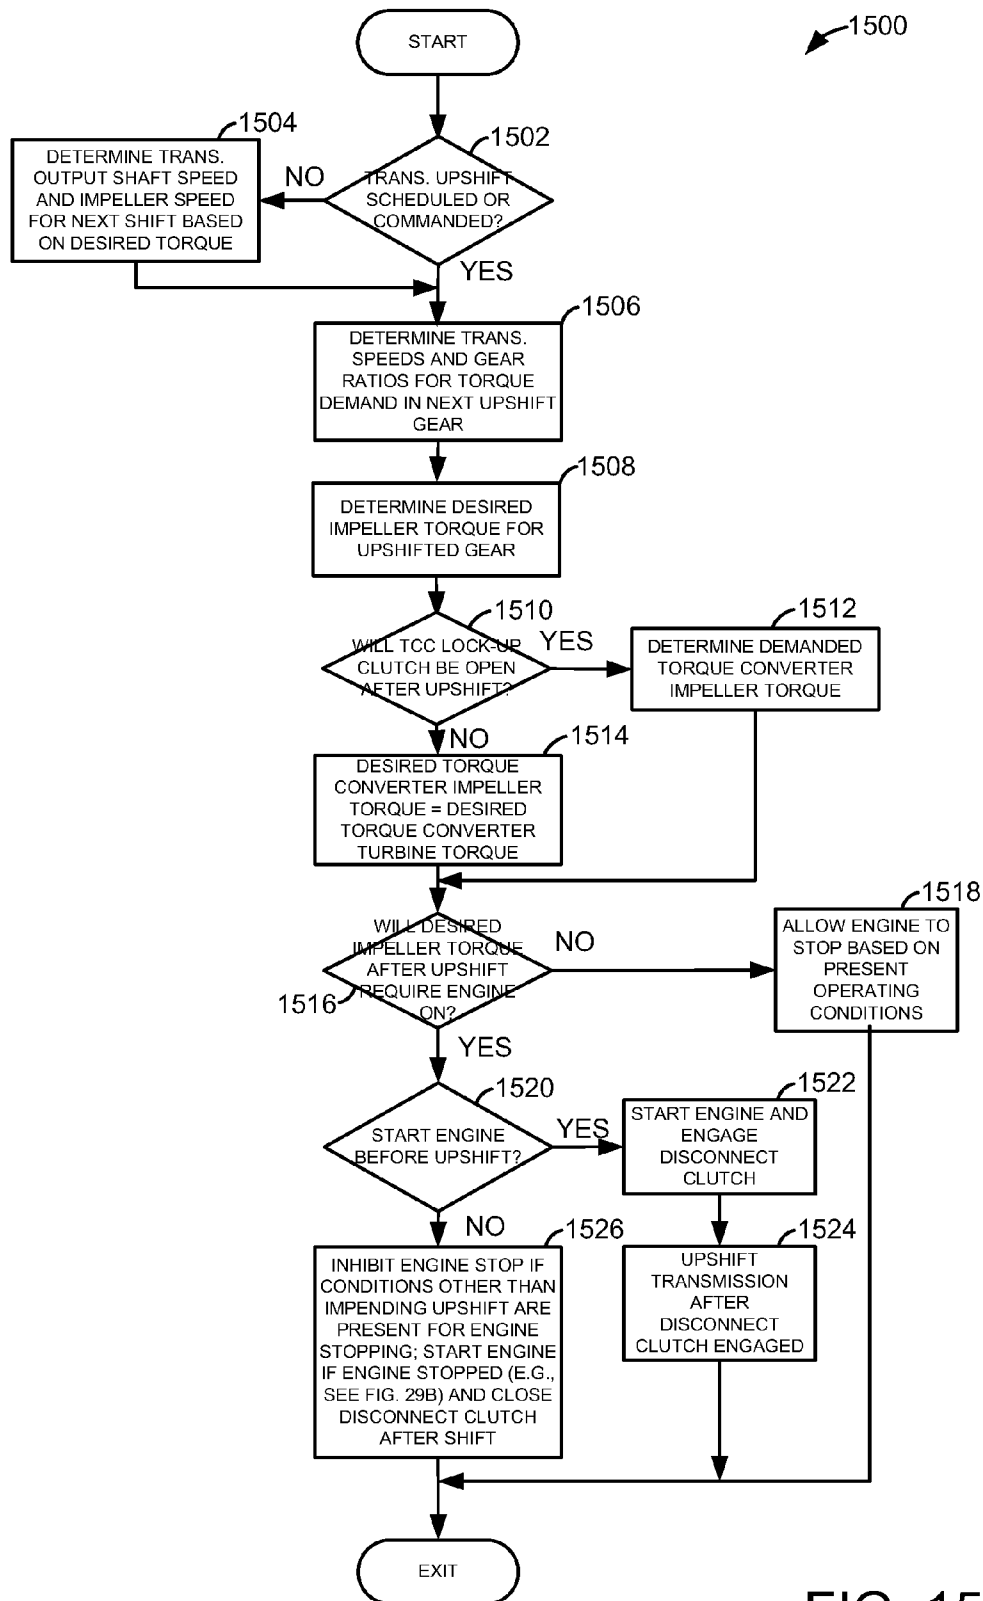 START
1500
1504
1502
DETERMINE TRANS.
OUTPUT SHAFT SPEED
AND IMPELLER SPEED
FOR NEXT SHIFT BASED
ON DESIRED TORQUE
NO
TRANS. UPSHIFT
SCHEDULED OR
COMMANDED?
YES
1506
DETERMINE TRANS.
SPEEDS AND GEAR
RATIOS FOR TORQUE
DEMAND IN NEXT UPSHIFT
GEAR
1508
DETERMINE DESIRED
IMPELLER TORQUE FOR
UPSHIFTED GEAR
1510
WILL TCC LOCK-UP
CLUTCH BE OPEN
AFTER UPSHIFT?
YES
1512
DETERMINE DEMANDED
TORQUE CONVERTER
IMPELLER TORQUE
NO
1514
DESIRED TORQUE
CONVERTER IMPELLER
TORQUE = DESIRED
TORQUE CONVERTER
TURBINE TORQUE
WILL DESIRED
IMPELLER TORQUE
AFTER UPSHIFT
REQUIRE ENGINE
ON?
1516
NO
1518
ALLOW ENGINE TO
STOP BASED ON
PRESENT
OPERATING
CONDITIONS
YES
1520
START ENGINE
BEFORE UPSHIFT?
YES
1522
START ENGINE AND
ENGAGE
DISCONNECT
CLUTCH
NO
1526
INHIBIT ENGINE STOP IF
CONDITIONS OTHER THAN
IMPENDING UPSHIFT ARE
PRESENT FOR ENGINE
STOPPING; START ENGINE
IF ENGINE STOPPED (E.G.,
SEE FIG. 29B) AND CLOSE
DISCONNECT CLUTCH
AFTER SHIFT
1524
UPSHIFT
TRANSMISSION
AFTER
DISCONNECT
CLUTCH ENGAGED
EXIT
FIG. 15